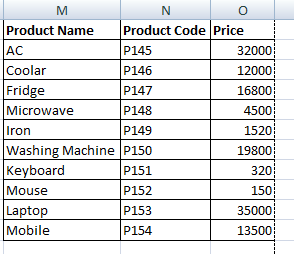 M N O
Product Name Product Code Price
AC P145 32000
Coolar P146 12000
Fridge P147 16800
Microwave P148 4500
Iron P149 1520
Washing Machine P150 19800
Keyboard P151 320
Mouse P152 150
Laptop P153 35000
Mobile P154 13500